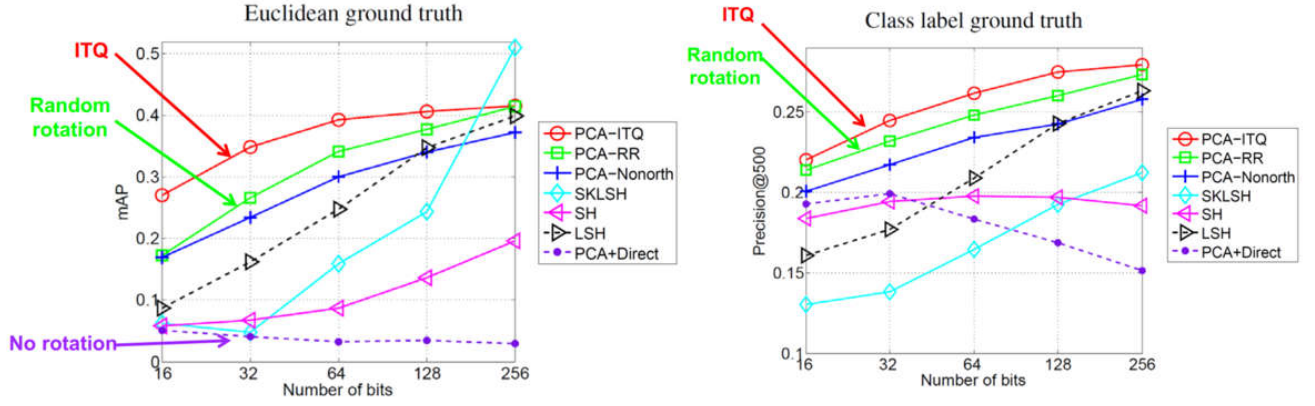 Euclidean ground truth
ITQ
Random
rotation
No rotation
mAP
0.5
0.4
0.3
0.2
0.1
0
16
32
64
128
256
Number of bits
PCA-ITQ
PCA-RR
PCA-Nonorth
SKLSH
SH
LSH
PCA+Direct
Class label ground truth
ITQ
Random
rotation
Precision@500
0.25
0.2
0.15
0.1
16
32
64
128
256
Number of bits
PCA-ITQ
PCA-RR
PCA-Nonorth
SKLSH
SH
LSH
PCA+Direct